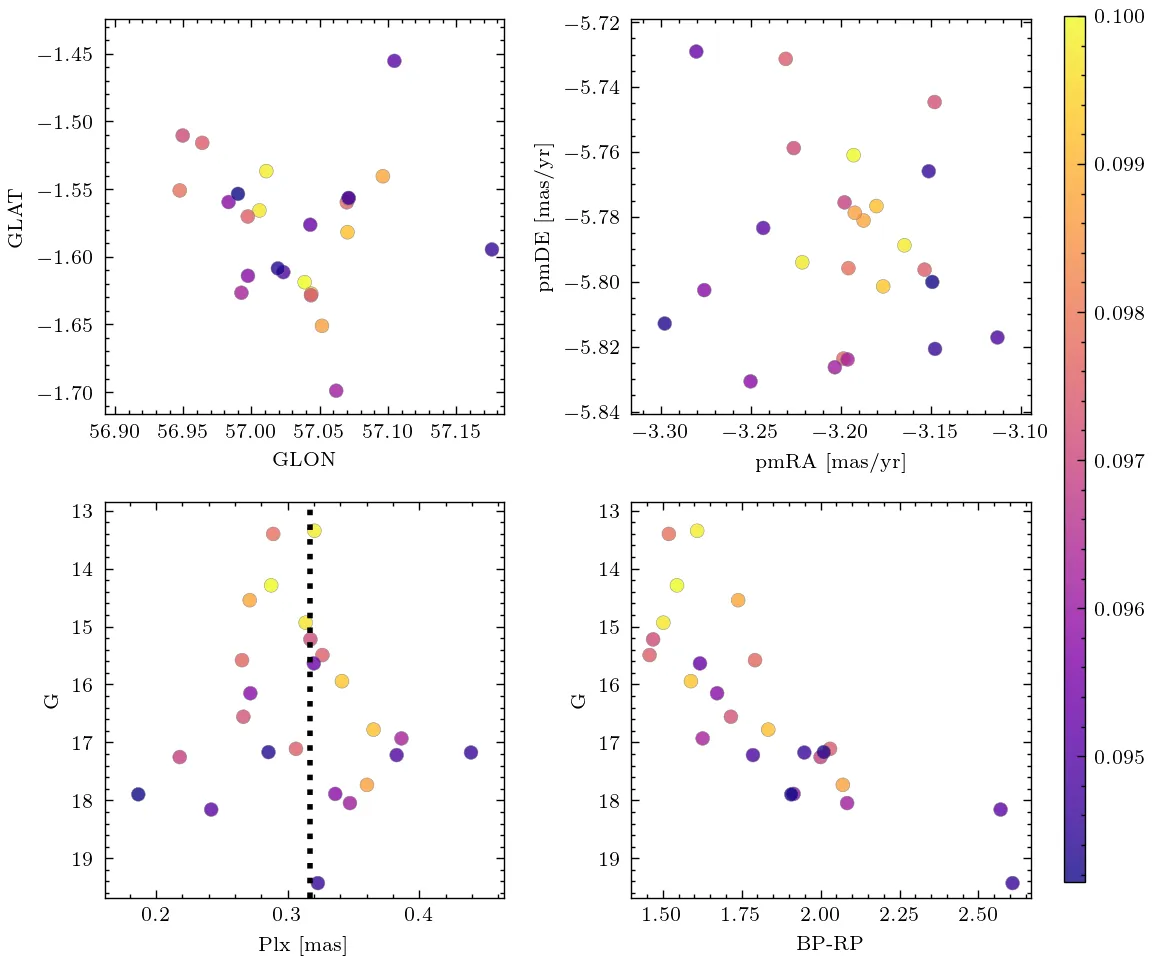 −1.45
−1.50
−1.55
−1.60
−1.65
−1.70
GLAT
56.90 56.95 57.00 57.05 57.10 57.15
GLON
−5.72
−5.74
−5.76
−5.78
−5.80
−5.82
−5.84
pmDE [mas/yr]
−3.30 −3.25 −3.20 −3.15 −3.10
pmRA [mas/yr]
13
14
15
16
17
18
19
G
0.2 0.3 0.4
Plx [mas]
13
14
15
16
17
18
19
G
1.50 1.75 2.00 2.25 2.50
BP-RP
0.100
0.099
0.098
0.097
0.096
0.095